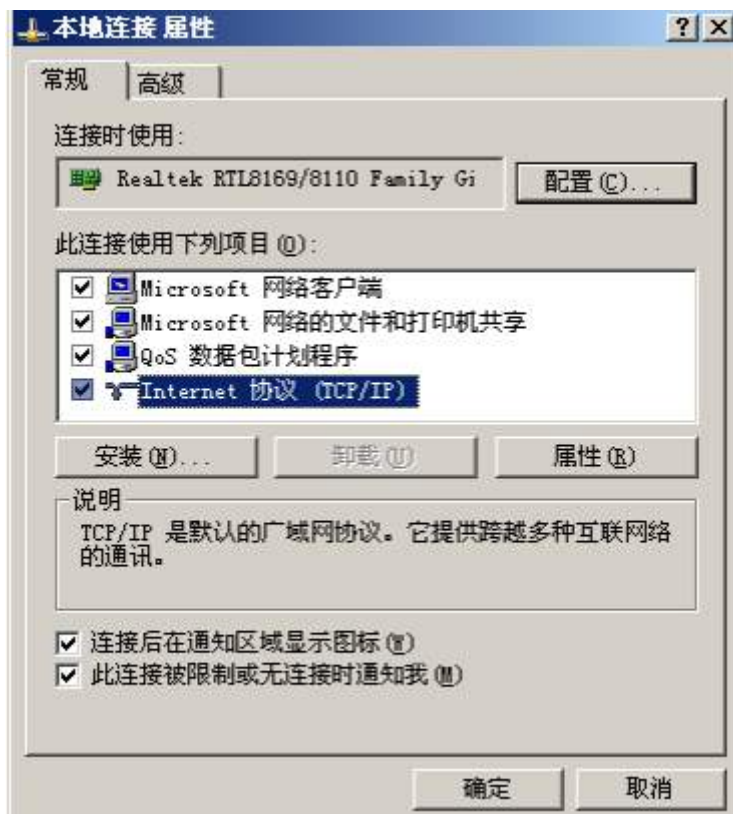 本地连接 属性
常规
高级
连接时使用:
Realtek RTL8169/8110 Family Gi
配置(C)...
此连接使用下列项目(O):
Microsoft 网络客户端
Microsoft 网络的文件和打印机共享
QoS 数据包计划程序
Internet 协议 (TCP/IP)
安装(N)...
卸载(U)
属性(R)
说明
TCP/IP 是默认的广域网协议。它提供跨越多种互联网络
的通讯。
连接后在通知区域显示图标(W)
此连接被限制或无连接时通知我(M)
确定
取消